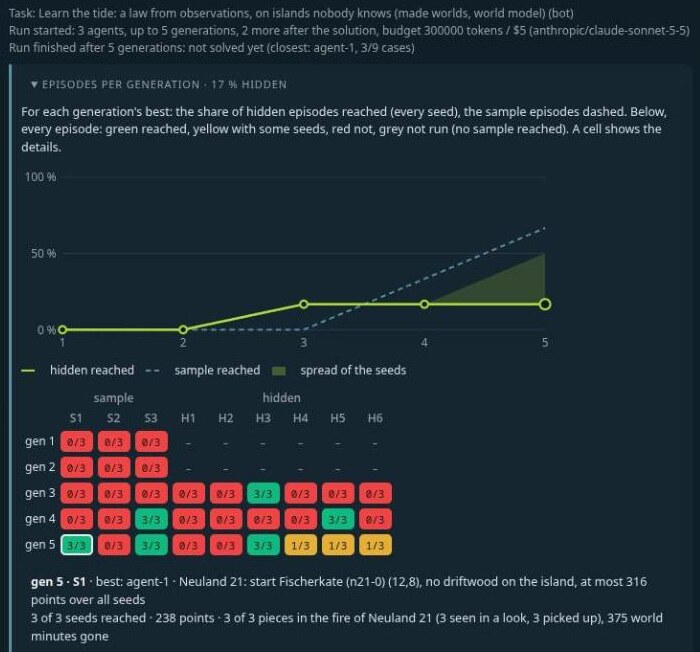 Task: Learn the tide: a law from observations, on islands nobody knows (made worlds, world model) (bot)
Run started: 3 agents, up to 5 generations, 2 more after the solution, budget 300000 tokens / $5 (anthropic/claude-sonnet-5-5)
Run finished after 5 generations: not solved yet (closest: agent-1, 3/9 cases)
▼ EPISODES PER GENERATION · 17 % HIDDEN
For each generation's best: the share of hidden episodes reached (every seed), the sample episodes dashed. Below,
every episode: green reached, yellow with some seeds, red not, grey not run (no sample reached). A cell shows the
details.
100 %
50 %
0 %
1 2 3 4 5
hidden reached sample reached spread of the seeds
sample hidden
S1 S2 S3 H1 H2 H3 H4 H5 H6
gen 1 0/3 0/3 0/3 – – – – – –
gen 2 0/3 0/3 0/3 – – – – – –
gen 3 0/3 0/3 0/3 0/3 0/3 3/3 0/3 0/3 0/3
gen 4 0/3 0/3 3/3 0/3 0/3 0/3 0/3 3/3 0/3
gen 5 3/3 0/3 3/3 0/3 0/3 3/3 1/3 1/3 1/3
gen 5 · S1 · best: agent-1 · Neuland 21: start Fischerkate (n21-0) (12,8), no driftwood on the island, at most 316
points over all seeds
3 of 3 seeds reached · 238 points · 3 of 3 pieces in the fire of Neuland 21 (3 seen in a look, 3 picked up), 375 world
minutes gone